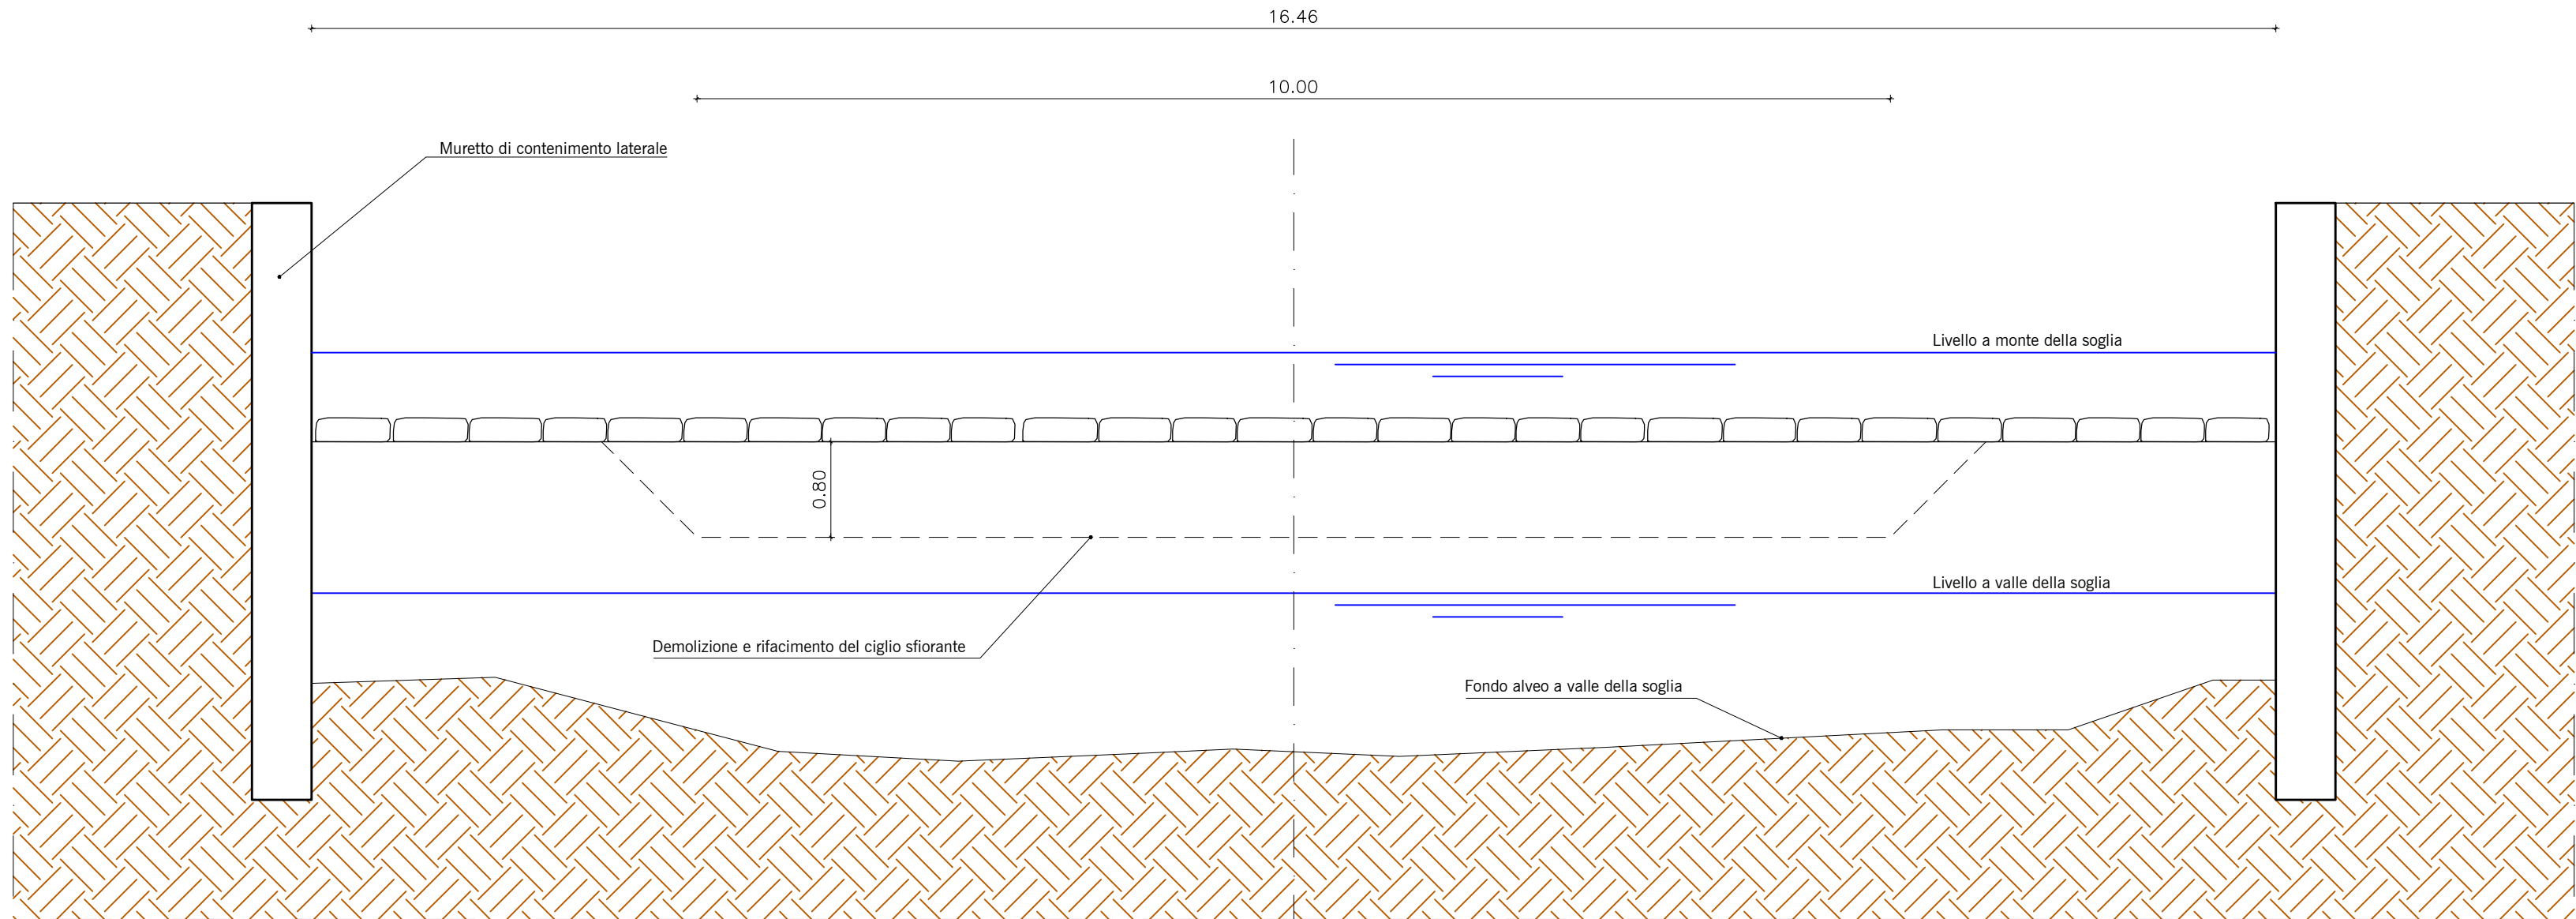 16.46
10.00
Muretto di contenimento laterale
Livello a monte della soglia
0.80
Livello a valle della soglia
Demolizione e rifacimento del ciglio sfiorante
Fondo alveo a valle della soglia